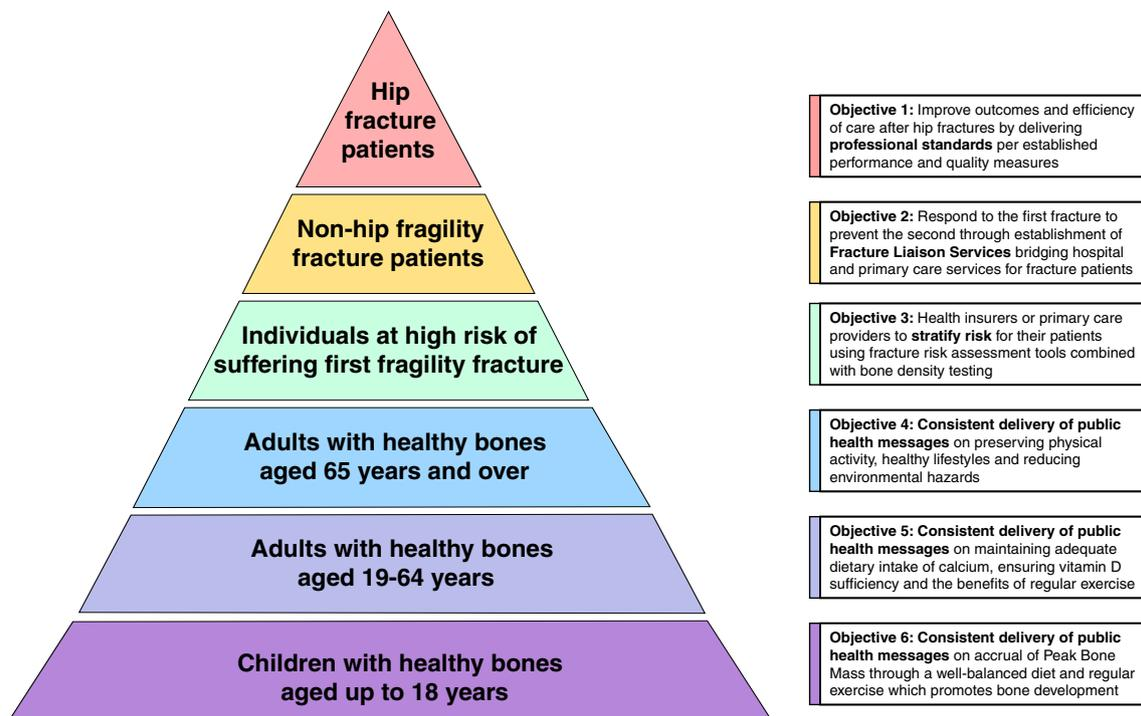 Hip
fracture
patients
Objective 1: Improve outcomes and efficiency
of care after hip fractures by delivering
professional standards per established
performance and quality measures
Non-hip fragility
fracture patients
Objective 2: Respond to the first fracture to
prevent the second through establishment of
Fracture Liaison Services bridging hospital
and primary care services for fracture patients
Individuals at high risk of
suffering first fragility fracture
Objective 3: Health insurers or primary care
providers to stratify risk for their patients
using fracture risk assessment tools combined
with bone density testing
Adults with healthy bones
aged 65 years and over
Objective 4: Consistent delivery of public
health messages on preserving physical
activity, healthy lifestyles and reducing
environmental hazards
Adults with healthy bones
aged 19-64 years
Objective 5: Consistent delivery of public
health messages on maintaining adequate
dietary intake of calcium, ensuring vitamin D
sufficiency and the benefits of regular exercise
Children with healthy bones
aged up to 18 years
Objective 6: Consistent delivery of public
health messages on accrual of Peak Bone
Mass through a well-balanced diet and regular
exercise which promotes bone development